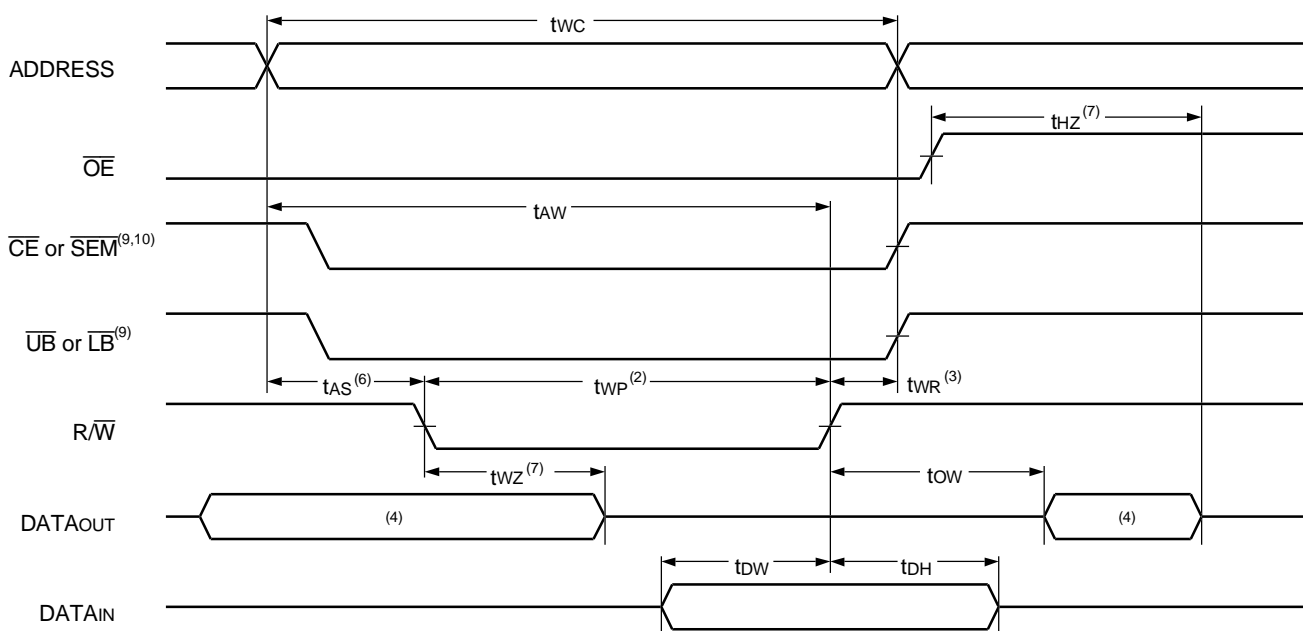 tWC
ADDRESS
tHZ(7)
OE
tAW
CE or SEM(9,10)
UB or LB(9)
tAS(6)
tWP(2)
tWR(3)
R/W
tWZ(7)
tOW
DATAOUT
(4)
(4)
tDW
tDH
DATAIN